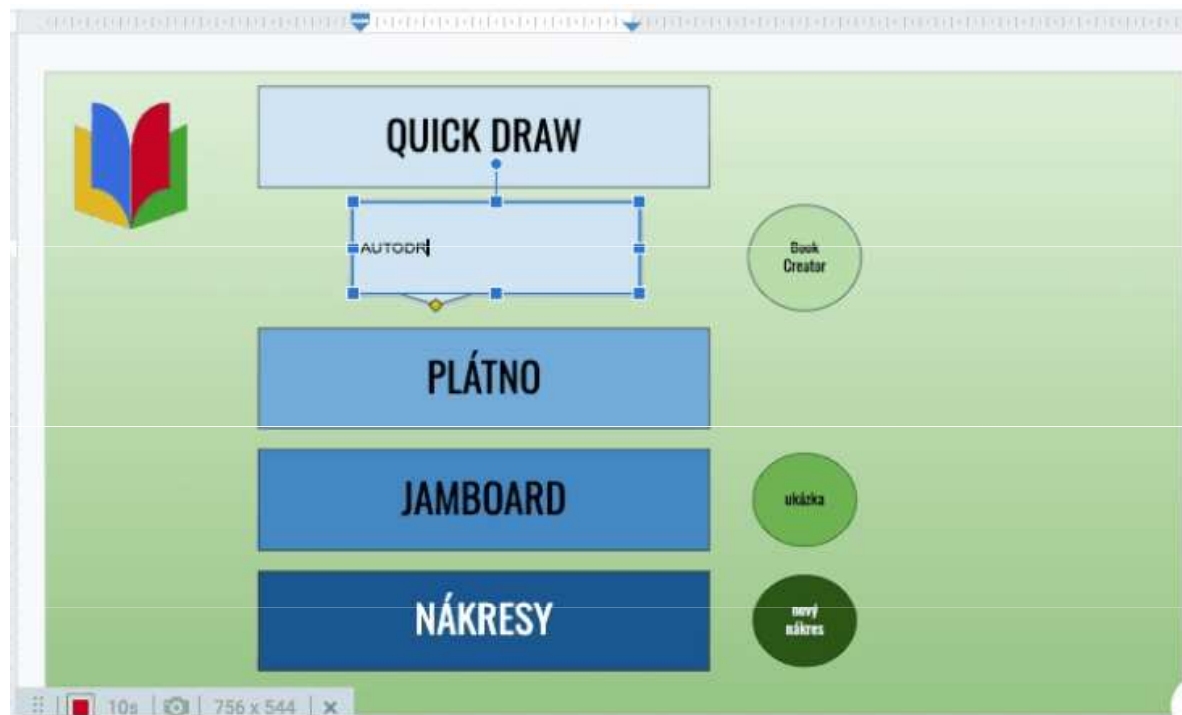 QUICK DRAW
AUTODR
Book
Creator
PLÁTNO
JAMBOARD
ukázka
NÁKRESY
nový
nákres
10s
756 x 544